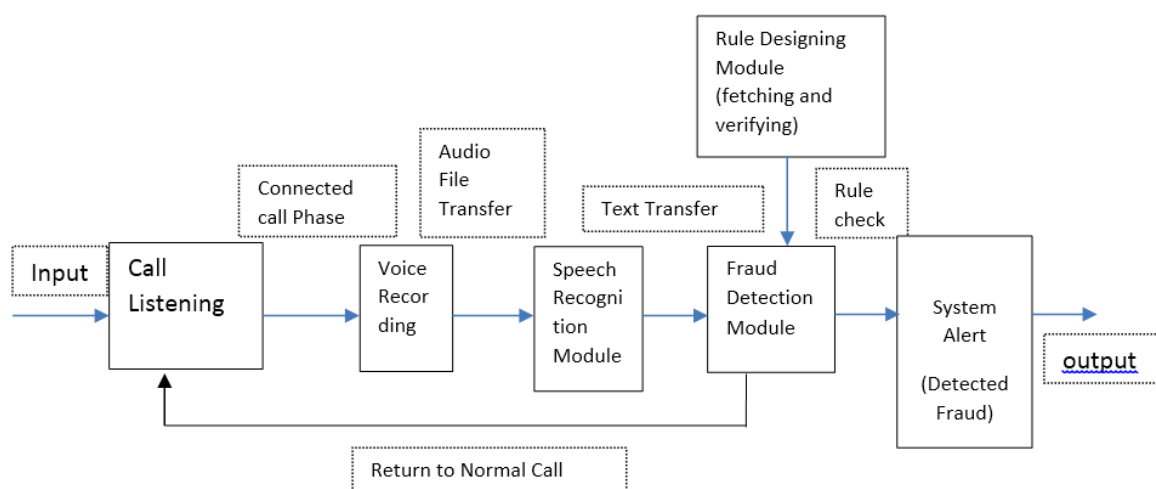 Rule Designing
Module
(fetching and
verifying)
Audio
File
Transfer
Connected
call Phase
Text Transfer
Rule
check
Input
Call
Listening
Voice
Recor
ding
Speech
Recogni
tion
Module
Fraud
Detection
Module
System
Alert
(Detected
Fraud)
output
Return to Normal Call